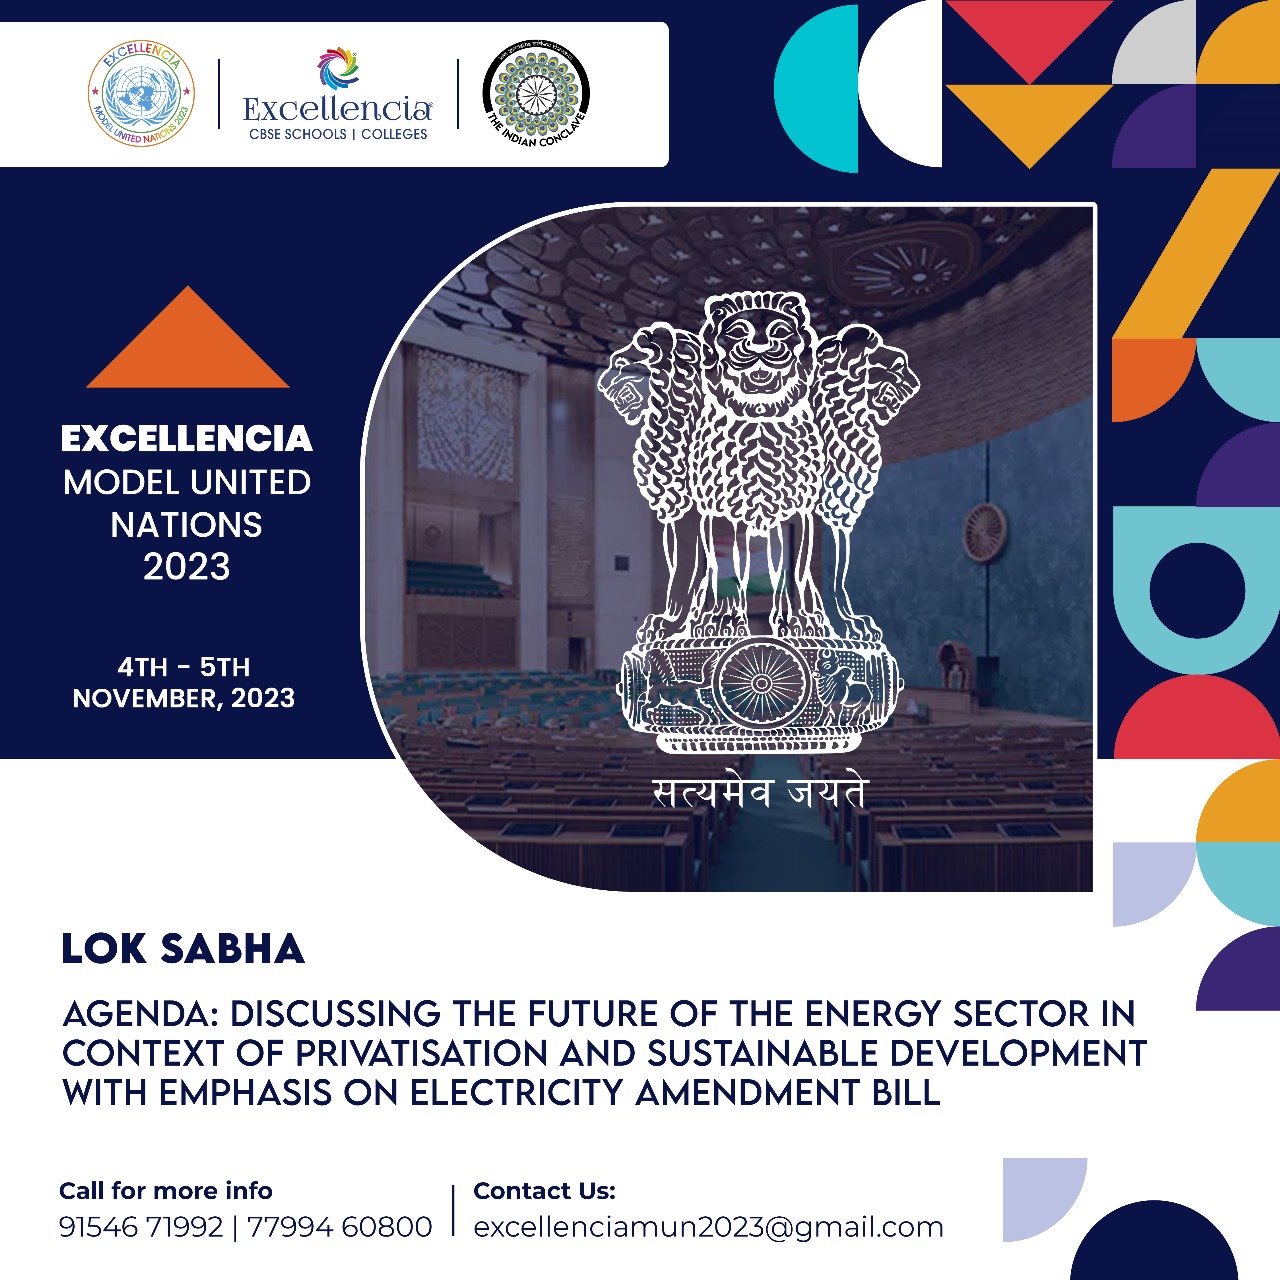 EXCELLENCIA
MODEL UNITED NATIONS 2023
Excellencia
CBSE SCHOOLS | COLLEGES
THE INDIAN CONCLAVE
EXCELLENCIA
MODEL UNITED
NATIONS
2023
4TH - 5TH
NOVEMBER, 2023
सत्यमेव जयते
LOK SABHA
AGENDA: DISCUSSING THE FUTURE OF THE ENERGY SECTOR IN
CONTEXT OF PRIVATISATION AND SUSTAINABLE DEVELOPMENT
WITH EMPHASIS ON ELECTRICITY AMENDMENT BILL
Call for more info
91546 71992 | 77994 60800
Contact Us:
excellenciamun2023@gmail.com